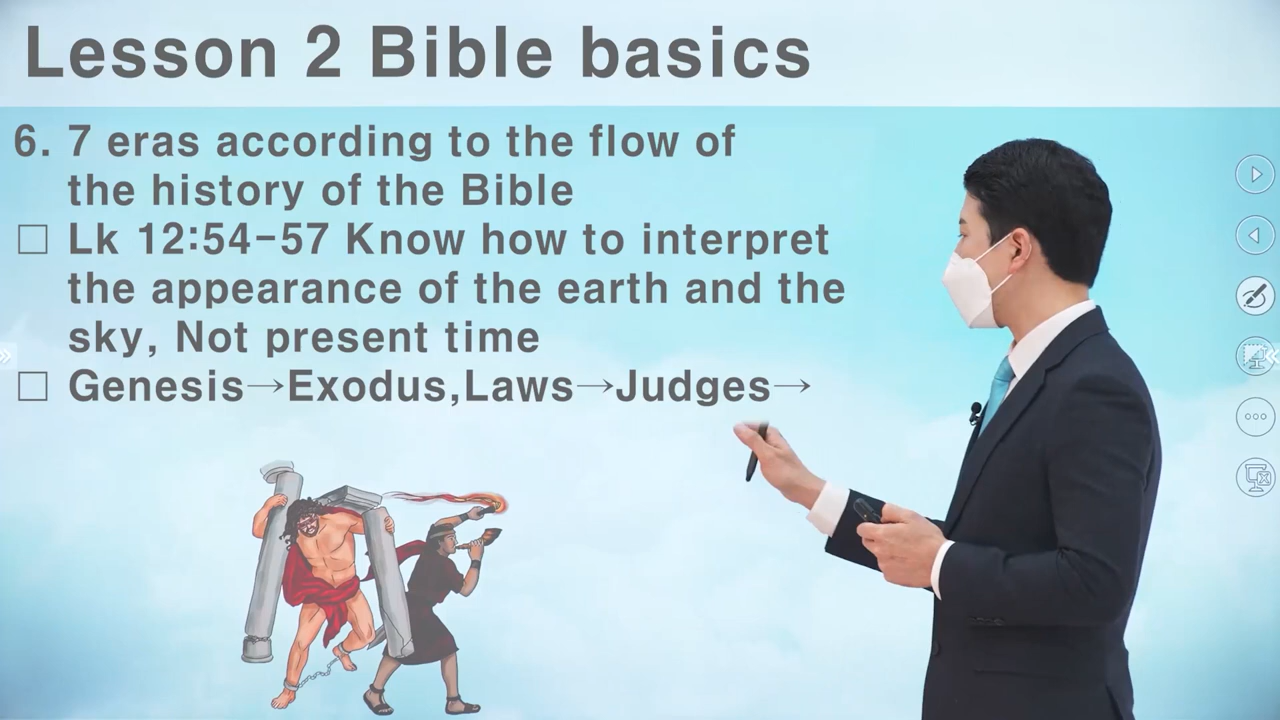 Lesson 2 Bible basics
6. 7 eras according to the flow of
the history of the Bible
□ Lk 12:54-57 Know how to interpret
the appearance of the earth and the
sky, Not present time
□ Genesis→Exodus,Laws→Judges→